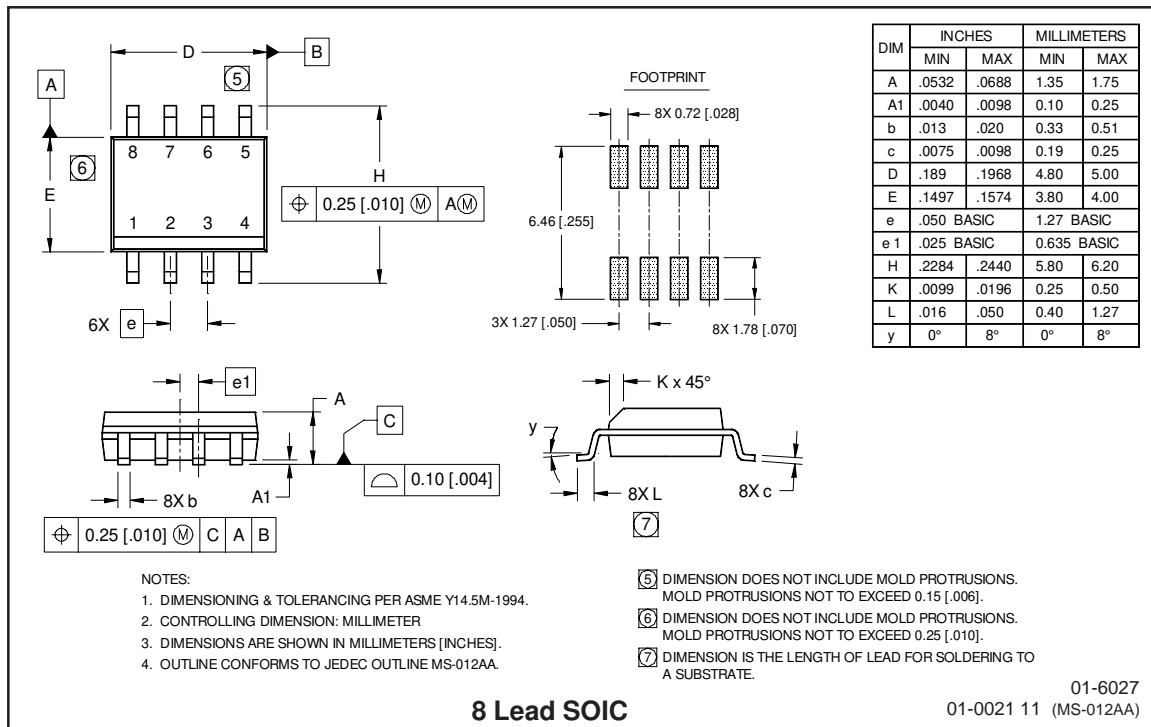 D
B
5
A
8 7 6 5
6
E
H
⌖ 0.25 [.010] Ⓜ AⓂ
1 2 3 4
6X e
FOOTPRINT
8X 0.72 [.028]
6.46 [.255]
3X 1.27 [.050]
8X 1.78 [.070]
DIM INCHES MILLIMETERS
MIN MAX MIN MAX
A .0532 .0688 1.35 1.75
A1 .0040 .0098 0.10 0.25
b .013 .020 0.33 0.51
c .0075 .0098 0.19 0.25
D .189 .1968 4.80 5.00
E .1497 .1574 3.80 4.00
e .050 BASIC 1.27 BASIC
e 1 .025 BASIC 0.635 BASIC
H .2284 .2440 5.80 6.20
K .0099 .0196 0.25 0.50
L .016 .050 0.40 1.27
y 0° 8° 0° 8°
e1
A
C
0.10 [.004]
A1
8X b
⌖ 0.25 [.010] Ⓜ C A B
K x 45°
y
8X L
7
8X c
NOTES:
1. DIMENSIONING & TOLERANCING PER ASME Y14.5M-1994.
2. CONTROLLING DIMENSION: MILLIMETER
3. DIMENSIONS ARE SHOWN IN MILLIMETERS [INCHES].
4. OUTLINE CONFORMS TO JEDEC OUTLINE MS-012AA.
5 DIMENSION DOES NOT INCLUDE MOLD PROTRUSIONS.
MOLD PROTRUSIONS NOT TO EXCEED 0.15 [.006].
6 DIMENSION DOES NOT INCLUDE MOLD PROTRUSIONS.
MOLD PROTRUSIONS NOT TO EXCEED 0.25 [.010].
7 DIMENSION IS THE LENGTH OF LEAD FOR SOLDERING TO
A SUBSTRATE.
8 Lead SOIC
01-6027
01-0021 11 (MS-012AA)